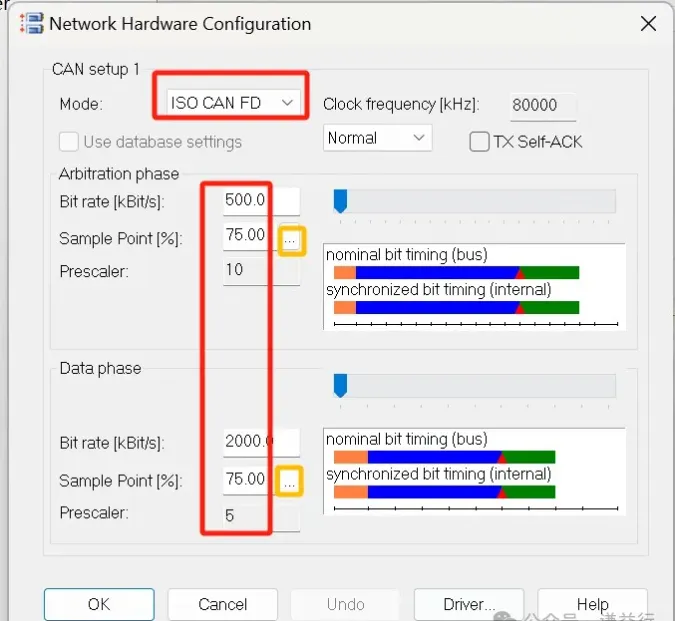 er
Network Hardware Configuration
CAN setup 1
Mode: ISO CAN FD Clock frequency [kHz]: 80000
Use database settings Normal TX Self-ACK
Arbitration phase
Bit rate [kBit/s]: 500.0
Sample Point [%]: 75.00 ...
nominal bit timing (bus)
Prescaler: 10
synchronized bit timing (internal)
Data phase
Bit rate [kBit/s]: 2000.0
nominal bit timing (bus)
Sample Point [%]: 75.00 ...
synchronized bit timing (internal)
Prescaler: 5
OK Cancel Undo Driver... Help